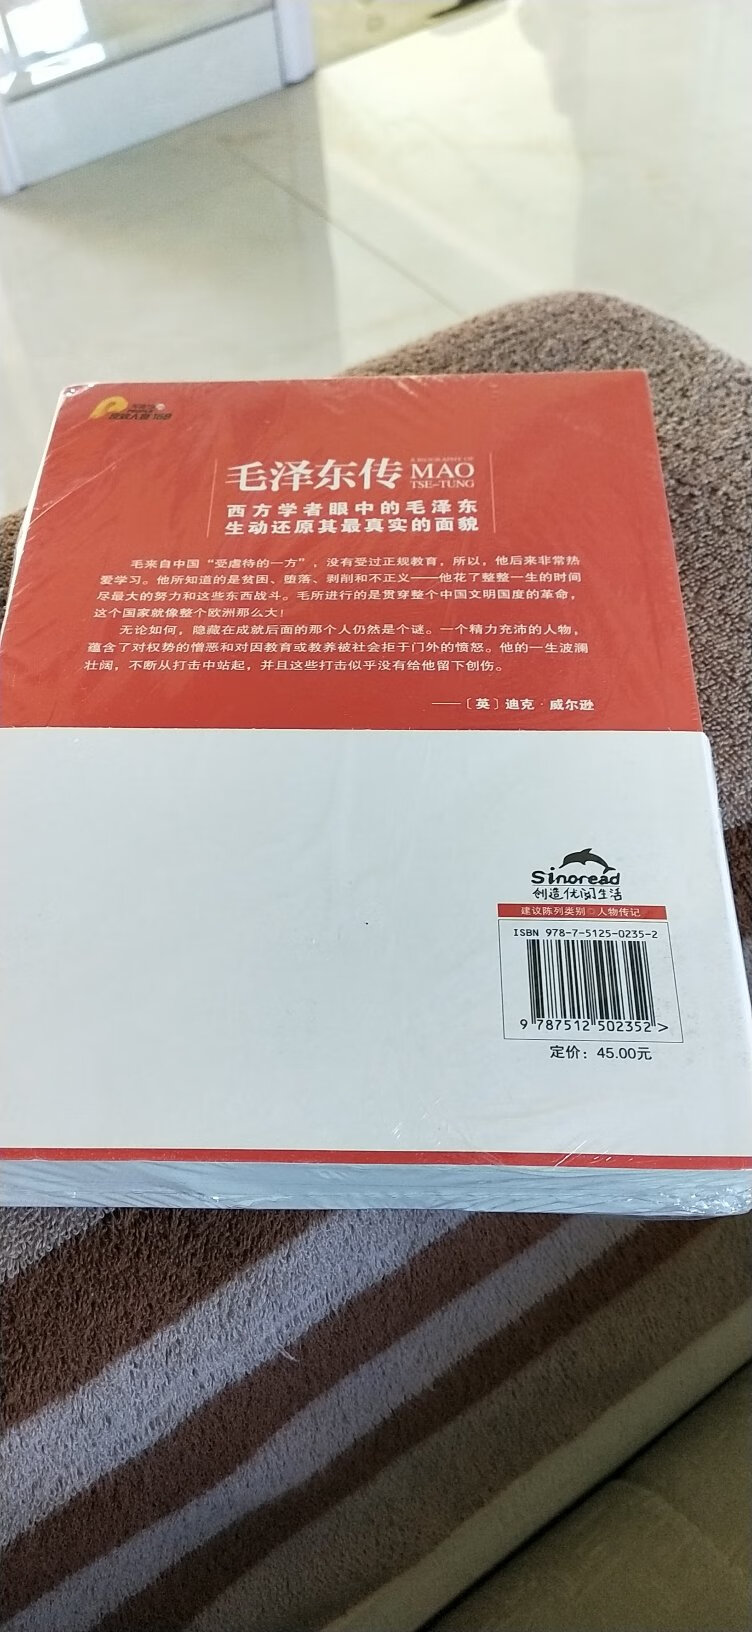 毛泽东传
A BIOGRAPHY OF
MAO
TSE-TUNG
西方学者眼中的毛泽东
生动还原其最真实的面貌
毛来自中国“受虐待的一方”，没有受过正规教育，所以，他后来非常热
爱学习。他所知道的是贫困、堕落、剥削和不正义——他花了整整一生的时间
尽最大的努力和这些东西战斗。毛所进行的是贯穿整个中国文明国度的革命，
这个国家就像整个欧洲那么大！
无论如何，隐藏在成就后面的那个人仍然是个谜。一个精力充沛的人物，
蕴含了对权势的憎恶和对因教育或教养被社会拒于门外的愤怒。他的一生波澜
壮阔，不断从打击中站起，并且这些打击似乎没有给他留下创伤。
——〔英〕迪克·威尔逊
Sinoread
创造优阅生活
建议陈列类别◎人物传记
ISBN 978-7-5125-0235-2
9 787512 502352 >
定价：45.00元